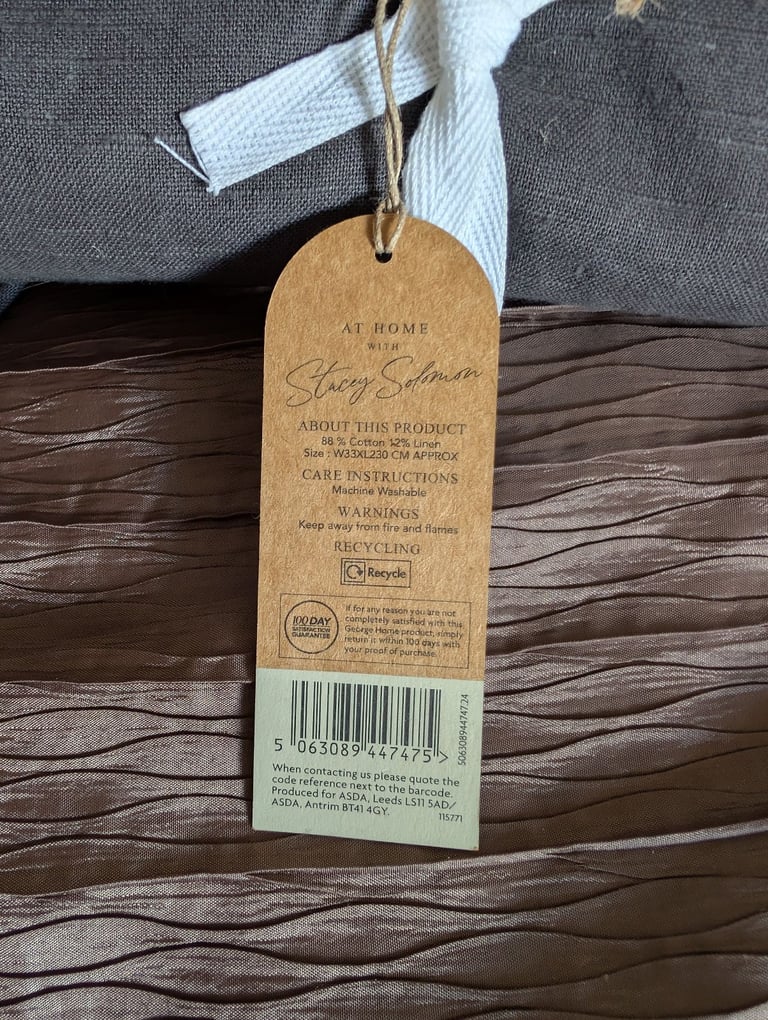 AT HOME
WITH
Stacey Solomon
ABOUT THIS PRODUCT
88 % Cotton 12% Linen
Size : W33XL230 CM APPROX
CARE INSTRUCTIONS
Machine Washable
WARNINGS
Keep away from fire and flames
RECYCLING
Recycle
100 DAY
SATISFACTION
GUARANTEE
If for any reason you are not
completely satisfied with this
George Home product, simply
return it within 100 days with
your proof of purchase.
5 063089 447475 >
5063089447424
When contacting us please quote the
code reference next to the barcode.
Produced for ASDA, Leeds LS11 5AD/
ASDA, Antrim BT41 4GY.
115771